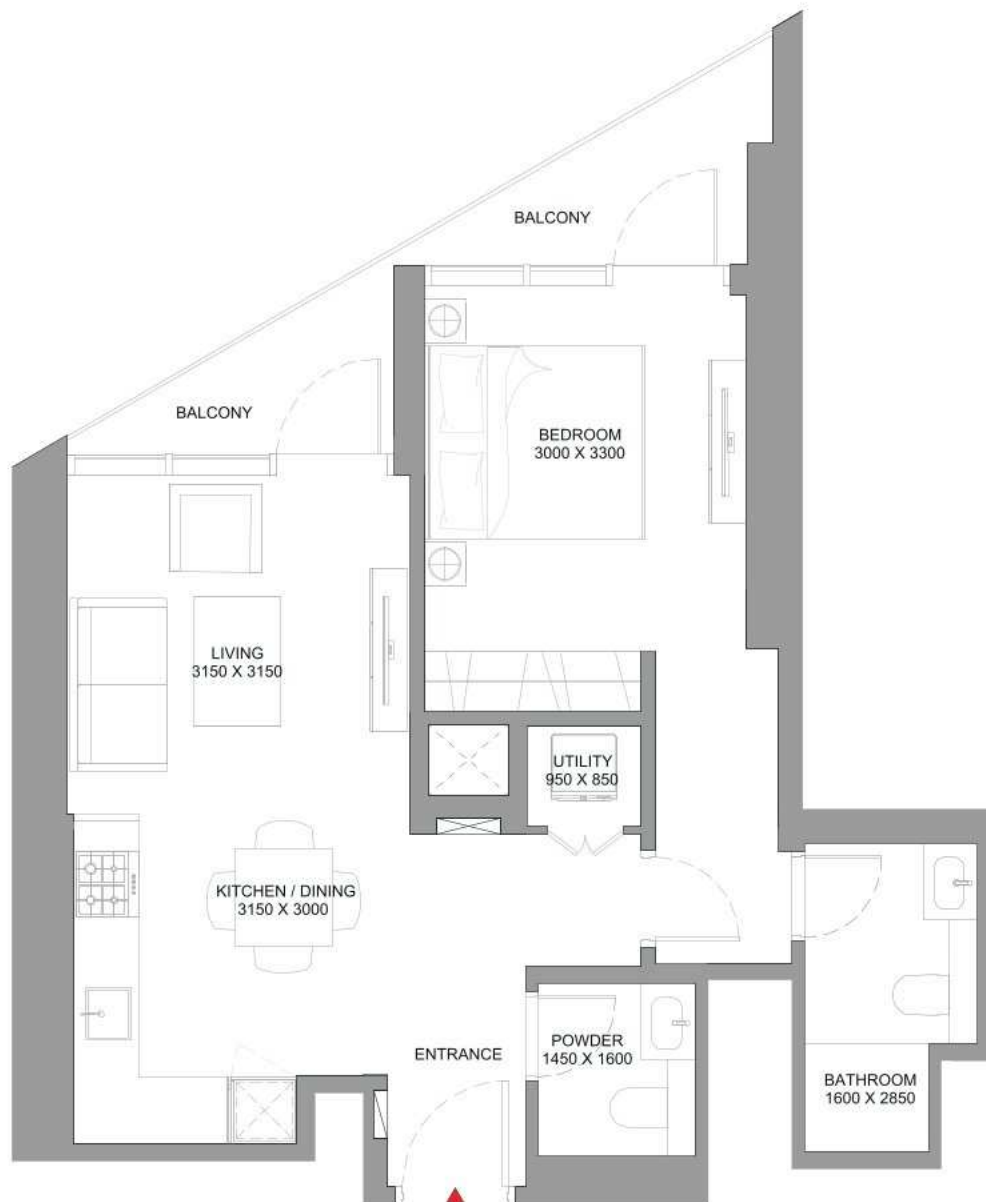 BALCONY
BALCONY
BEDROOM
3000 X 3300
LIVING
3150 X 3150
UTILITY
950 X 850
KITCHEN / DINING
3150 X 3000
ENTRANCE
POWDER
1450 X 1600
BATHROOM
1600 X 2850